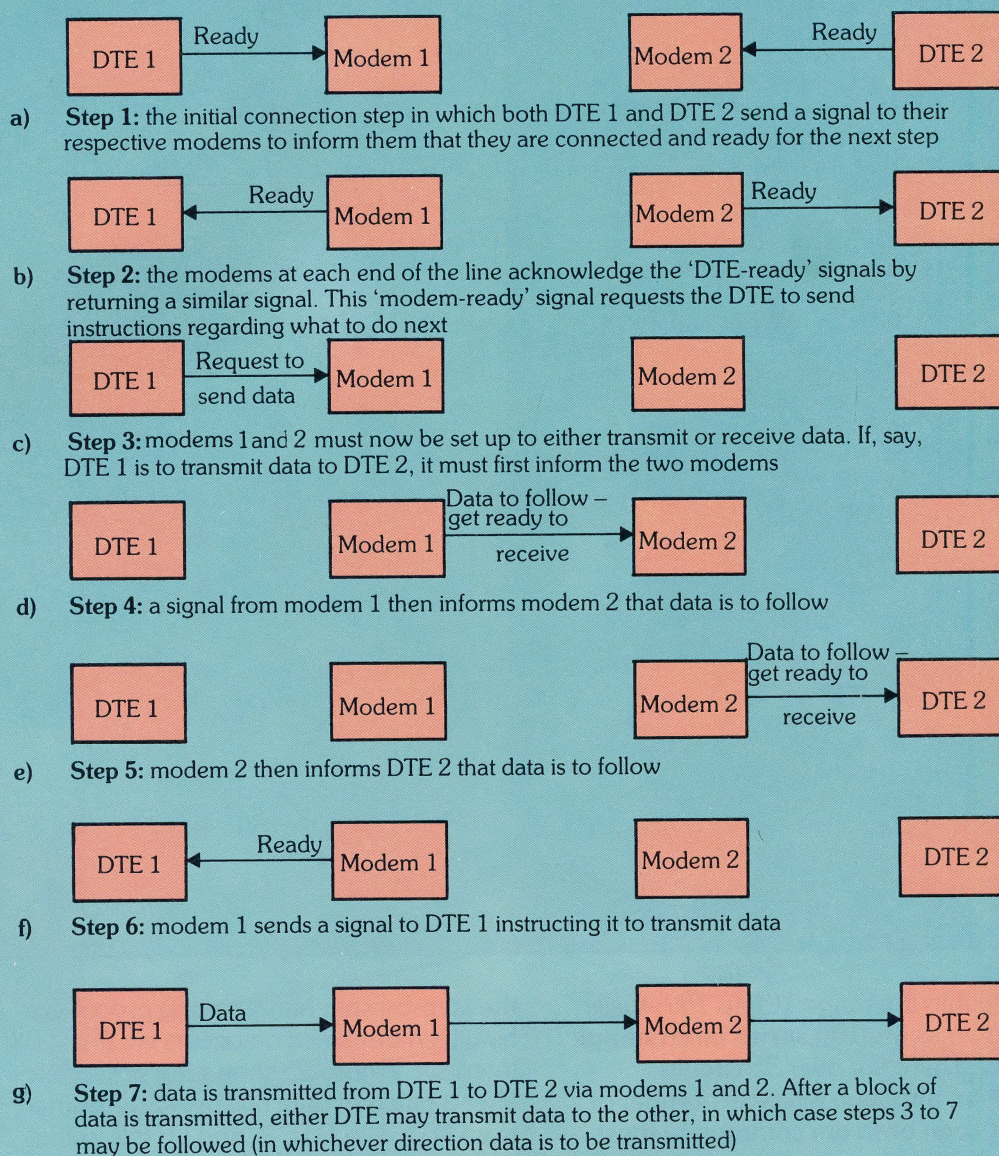 DTE 1 Ready Modem 1 Modem 2 Ready DTE 2
a) Step 1: the initial connection step in which both DTE 1 and DTE 2 send a signal to their
respective modems to inform them that they are connected and ready for the next step
DTE 1 Ready Modem 1 Modem 2 Ready DTE 2
b) Step 2: the modems at each end of the line acknowledge the ‘DTE-ready’ signals by
returning a similar signal. This ‘modem-ready’ signal requests the DTE to send
instructions regarding what to do next
DTE 1 Request to
send data Modem 1 Modem 2 DTE 2
c) Step 3: modems 1 and 2 must now be set up to either transmit or receive data. If, say,
DTE 1 is to transmit data to DTE 2, it must first inform the two modems
DTE 1 Modem 1 Data to follow –
get ready to
receive Modem 2 DTE 2
d) Step 4: a signal from modem 1 then informs modem 2 that data is to follow
DTE 1 Modem 1 Modem 2 Data to follow –
get ready to
receive DTE 2
e) Step 5: modem 2 then informs DTE 2 that data is to follow
DTE 1 Ready Modem 1 Modem 2 DTE 2
f) Step 6: modem 1 sends a signal to DTE 1 instructing it to transmit data
DTE 1 Data Modem 1 Modem 2 DTE 2
g) Step 7: data is transmitted from DTE 1 to DTE 2 via modems 1 and 2. After a block of
data is transmitted, either DTE may transmit data to the other, in which case steps 3 to 7
may be followed (in whichever direction data is to be transmitted)